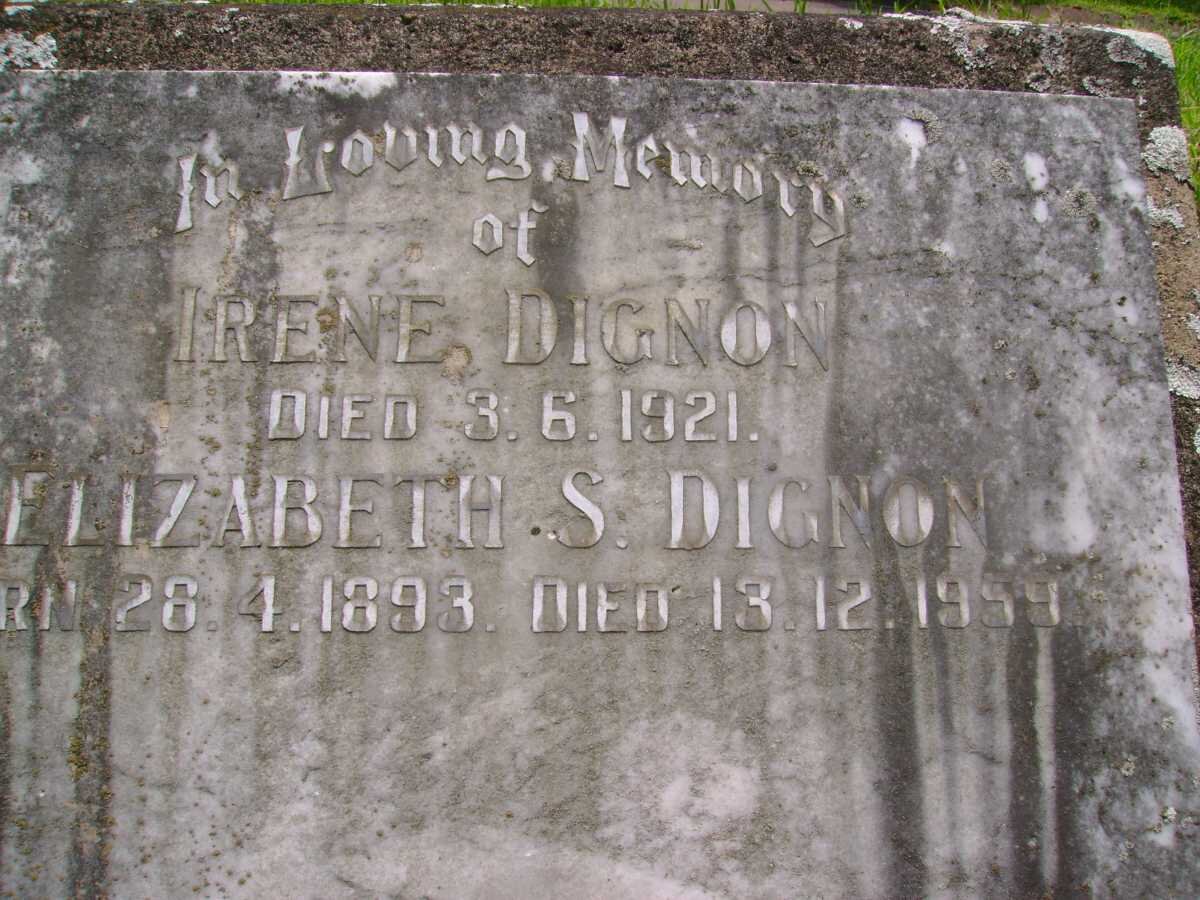 In Loving Memory
of
IRENE DIGNON
DIED 3. 6. 1921.
ELIZABETH S. DIGNON
RN 28. 4. 1893. DIED 13. 12. 1959.